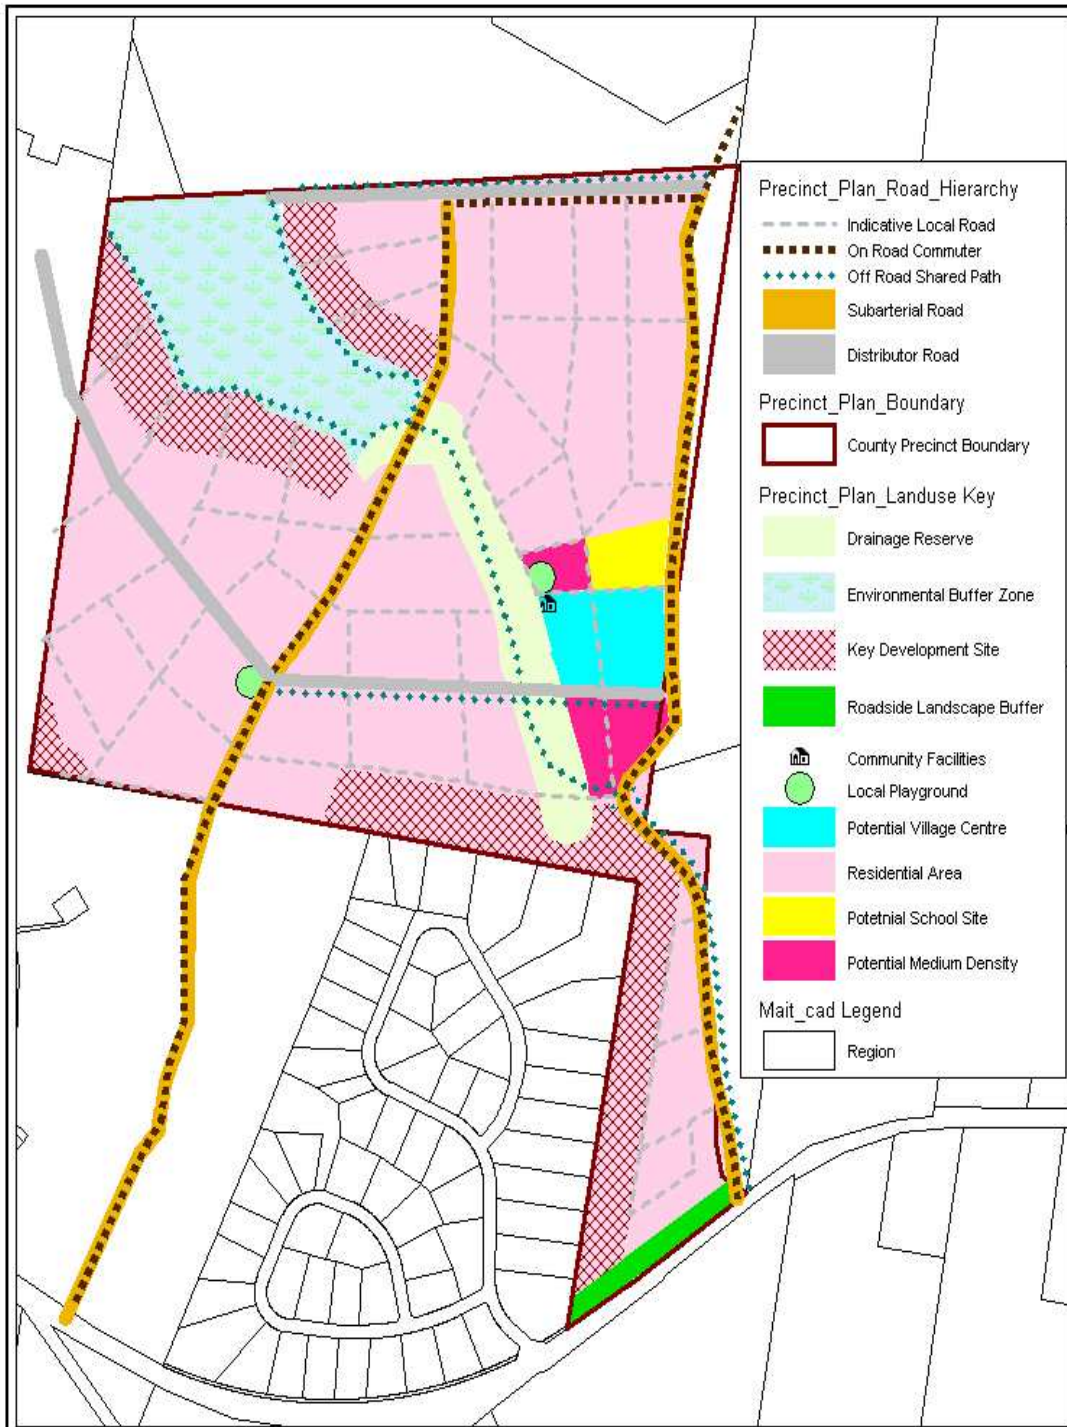 Precinct_Plan_Road_Hierarchy
Indicative Local Road
On Road Commuter
Off Road Shared Path
Subarterial Road
Distributor Road
Precinct_Plan_Boundary
County Precinct Boundary
Precinct_Plan_Landuse Key
Drainage Reserve
Environmental Buffer Zone
Key Development Site
Roadside Landscape Buffer
Community Facilities
Local Playground
Potential Village Centre
Residential Area
Potetnial School Site
Potential Medium Density
Mait_cad Legend
Region